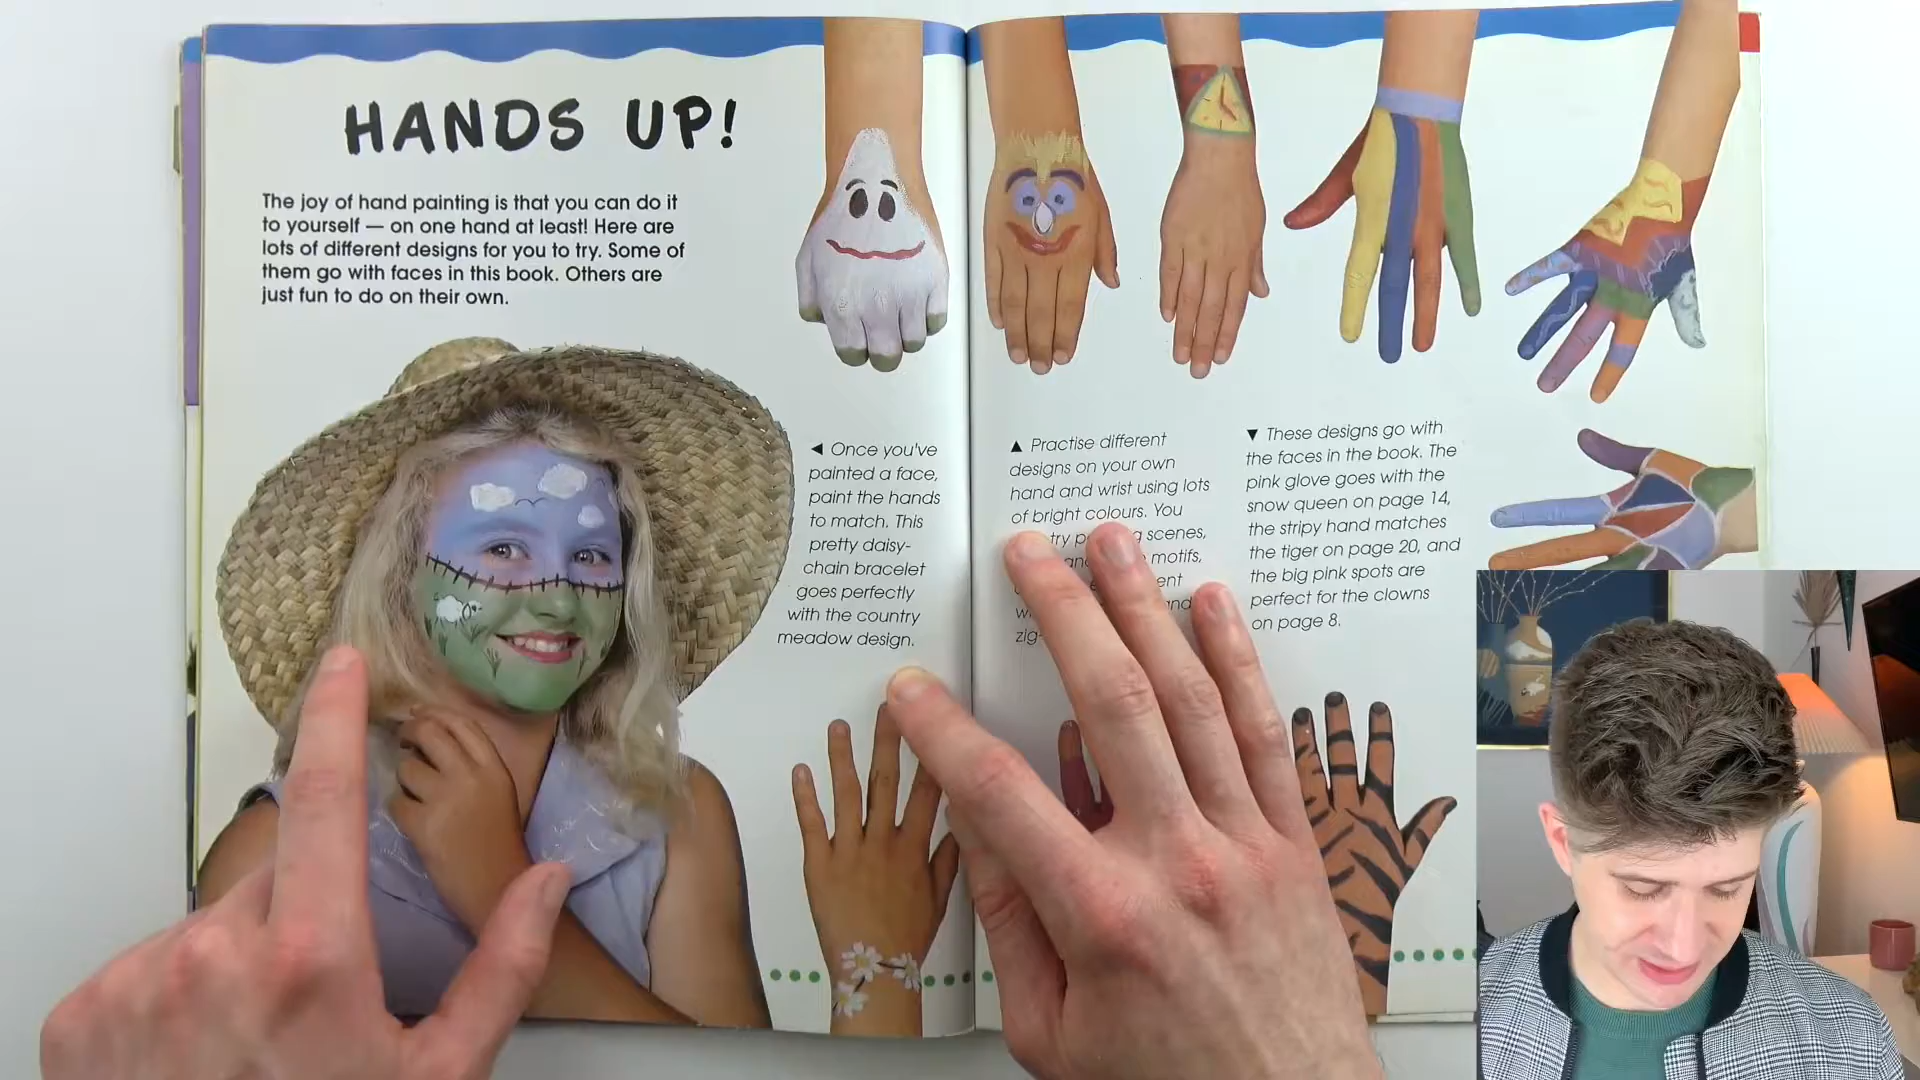 HANDS UP!
The joy of hand painting is that you can do it
to yourself — on one hand at least! Here are
lots of different designs for you to try. Some of
them go with faces in this book. Others are
just fun to do on their own.
◀ Once you've
painted a face,
paint the hands
to match. This
pretty daisy-
chain bracelet
goes perfectly
with the country
meadow design.
▲ Practise different
designs on your own
hand and wrist using lots
of bright colours. You
try scenes,
motifs,
zig-
▼ These designs go with
the faces in the book. The
pink glove goes with the
snow queen on page 14,
the stripy hand matches
the tiger on page 20, and
the big pink spots are
perfect for the clowns
on page 8.